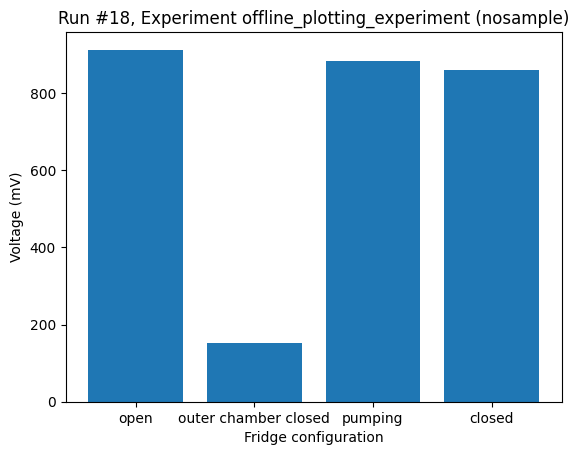 Run #18, Experiment offline_plotting_experiment (nosample)
Voltage (mV)
800
600
400
200
0
open outer chamber closed pumping closed
Fridge configuration